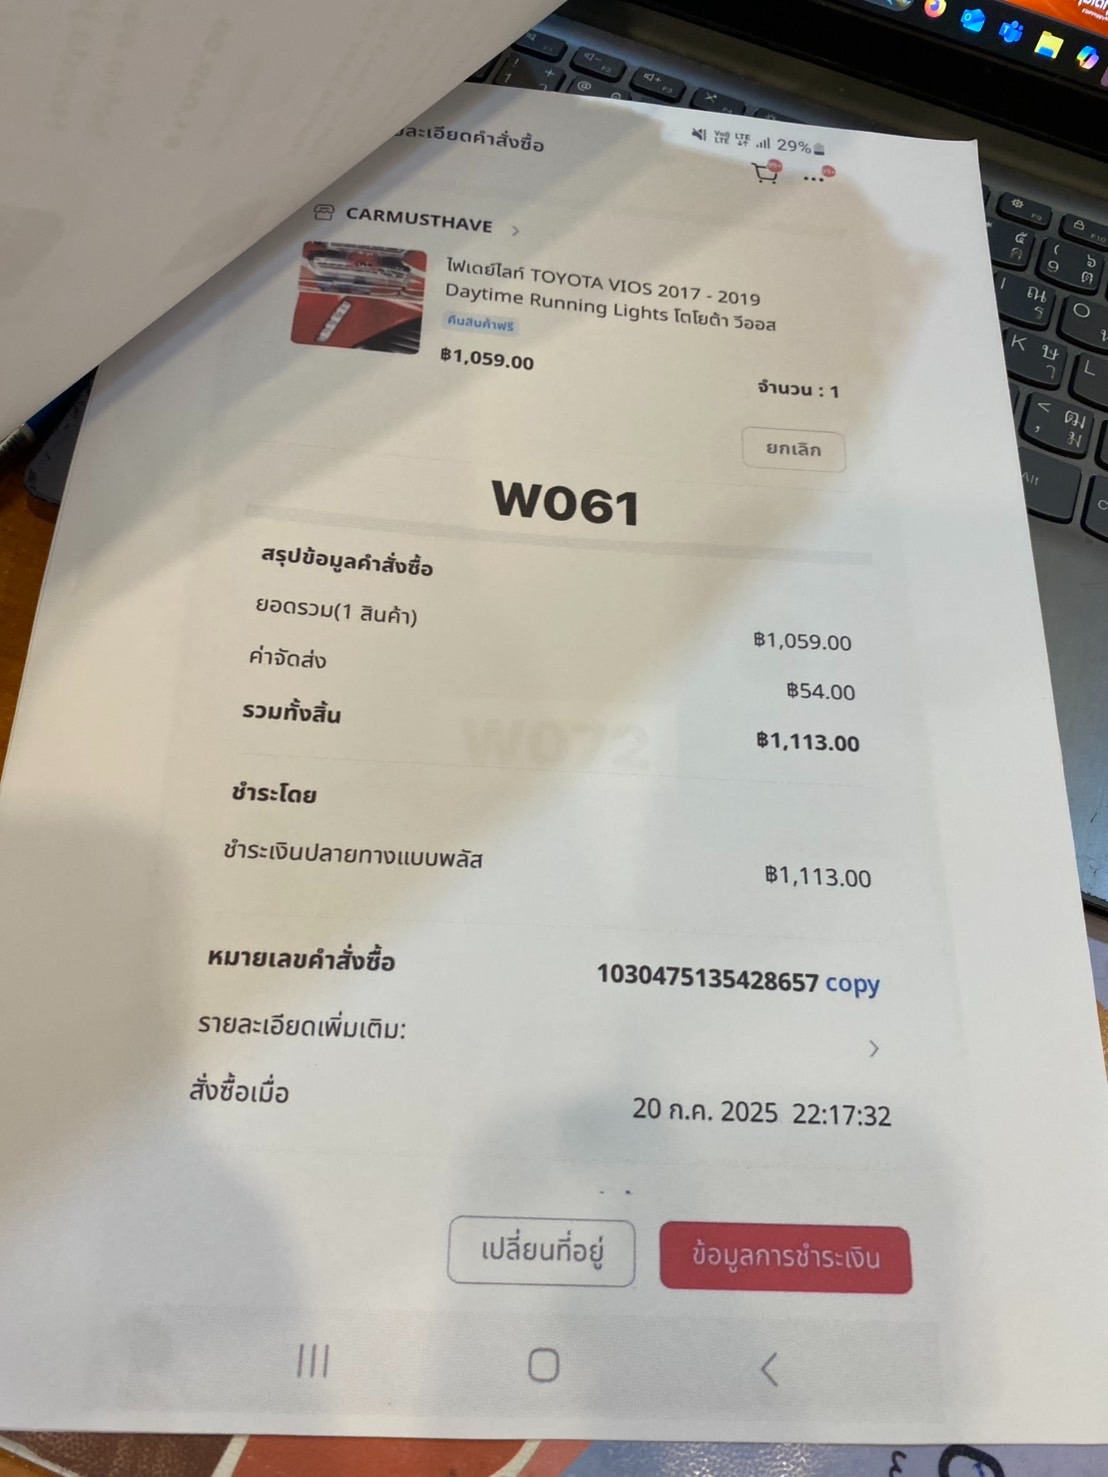 ละเอียดคำสั่งซื้อ
29%
CARMUSTHAVE
ไฟเดย์ไลท์ TOYOTA VIOS 2017 - 2019
Daytime Running Lights โตโยต้า วีออส
คืนสินค้าฟรี
฿1,059.00
จำนวน : 1
ยกเลิก
W061
สรุปข้อมูลคำสั่งซื้อ
ยอดรวม(1 สินค้า) ฿1,059.00
ค่าจัดส่ง ฿54.00
รวมทั้งสิ้น ฿1,113.00
ชำระโดย
ชำระเงินปลายทางแบบพลัส ฿1,113.00
หมายเลขคำสั่งซื้อ 1030475135428657 copy
รายละเอียดเพิ่มเติม:
สั่งซื้อเมื่อ 20 ก.ค. 2025 22:17:32
เปลี่ยนที่อยู่ ข้อมูลการชำระเงิน